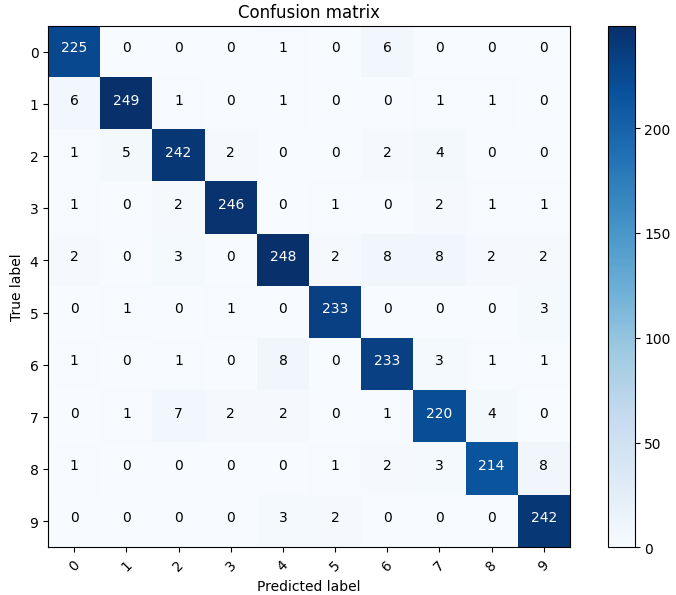 Confusion matrix
0 225 0 0 0 1 0 6 0 0 0
1 6 249 1 0 1 0 0 1 1 0
2 1 5 242 2 0 0 2 4 0 0
3 1 0 2 246 0 1 0 2 1 1
4 2 0 3 0 248 2 8 8 2 2
5 0 1 0 1 0 233 0 0 0 3
6 1 0 1 0 8 0 233 3 1 1
7 0 1 7 2 2 0 1 220 4 0
8 1 0 0 0 0 1 2 3 214 8
9 0 0 0 0 3 2 0 0 0 242
0 1 2 3 4 5 6 7 8 9
True label
Predicted label
200
150
100
50
0